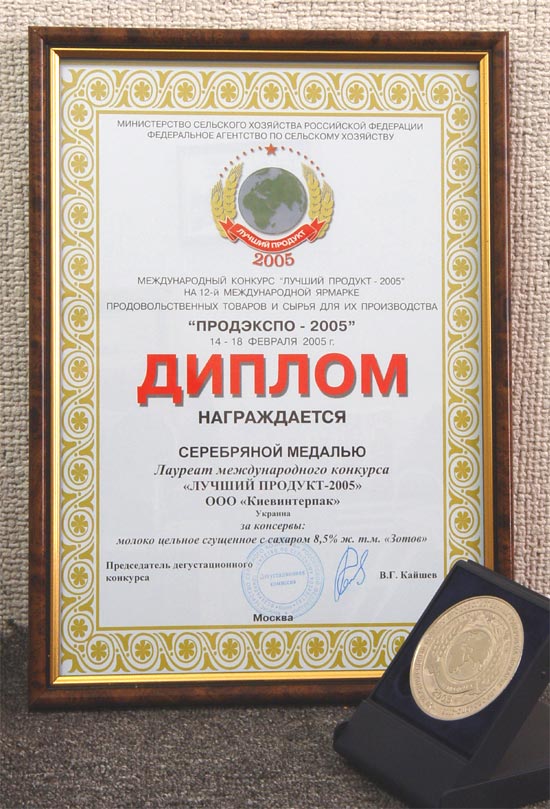 МИНИСТЕРСТВО СЕЛЬСКОГО ХОЗЯЙСТВА РОССИЙСКОЙ ФЕДЕРАЦИИ
ФЕДЕРАЛЬНОЕ АГЕНТСТВО ПО СЕЛЬСКОМУ ХОЗЯЙСТВУ
ЛУЧШИЙ ПРОДУКТ
2005
МЕЖДУНАРОДНЫЙ КОНКУРС "ЛУЧШИЙ ПРОДУКТ - 2005"
НА 12-й МЕЖДУНАРОДНОЙ ЯРМАРКЕ
ПРОДОВОЛЬСТВЕННЫХ ТОВАРОВ И СЫРЬЯ ДЛЯ ИХ ПРОИЗВОДСТВА
"ПРОДЭКСПО - 2005"
14 - 18 ФЕВРАЛЯ 2005 г.
ДИПЛОМ
НАГРАЖДАЕТСЯ
СЕРЕБРЯНОЙ МЕДАЛЬЮ
Лауреат международного конкурса
«ЛУЧШИЙ ПРОДУКТ-2005»
ООО «Киевинтерпак»
Украина
за консервы:
молоко цельное сгущенное с сахаром 8,5% ж. т.м. «Зотов»
Председатель дегустационного
конкурса
Дегустационная
комиссия
В.Г. Кайшев
Москва